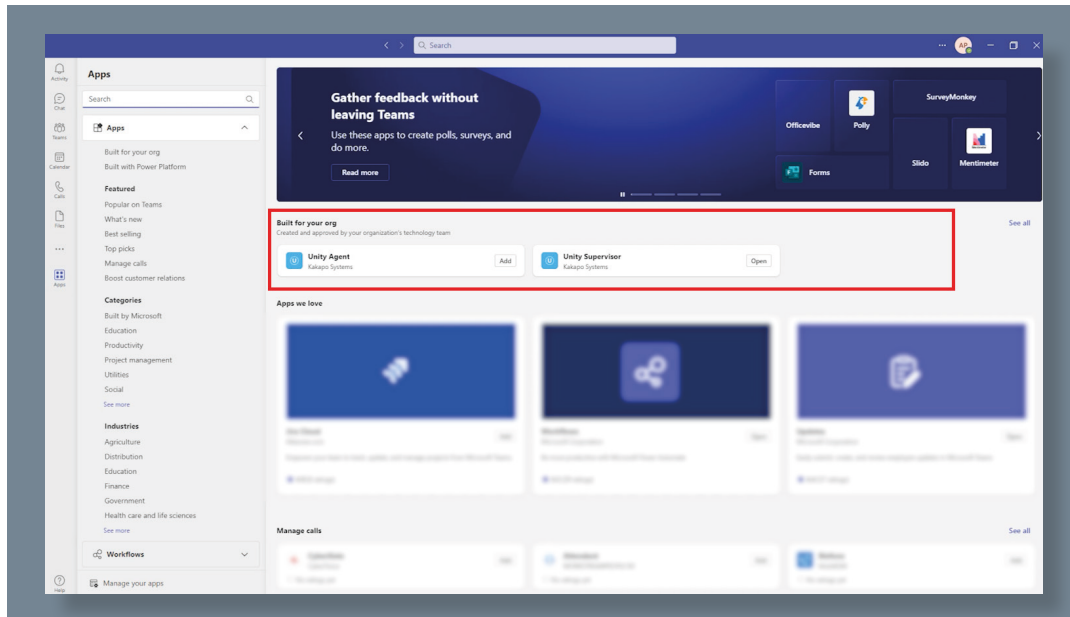 Search
AP
Activity
Chat
Teams
Calendar
Calls
Files
Apps
Help
Apps
Search
Apps
Built for your org
Built with Power Platform
Featured
Popular on Teams
What's new
Best selling
Top picks
Manage calls
Boost customer relations
Categories
Built by Microsoft
Education
Productivity
Project management
Utilities
Social
See more
Industries
Agriculture
Distribution
Education
Finance
Government
Health care and life sciences
See more
Workflows
Manage your apps
Gather feedback without
leaving Teams
Use these apps to create polls, surveys, and
do more.
Read more
Officevibe
Polly
SurveyMonkey
Forms
Slido
Mentimeter
Built for your org
See all
Created and approved by your organization's technology team
Unity Agent
Kakapo Systems
Add
Unity Supervisor
Kakapo Systems
Open
Apps we love
Manage calls
See all